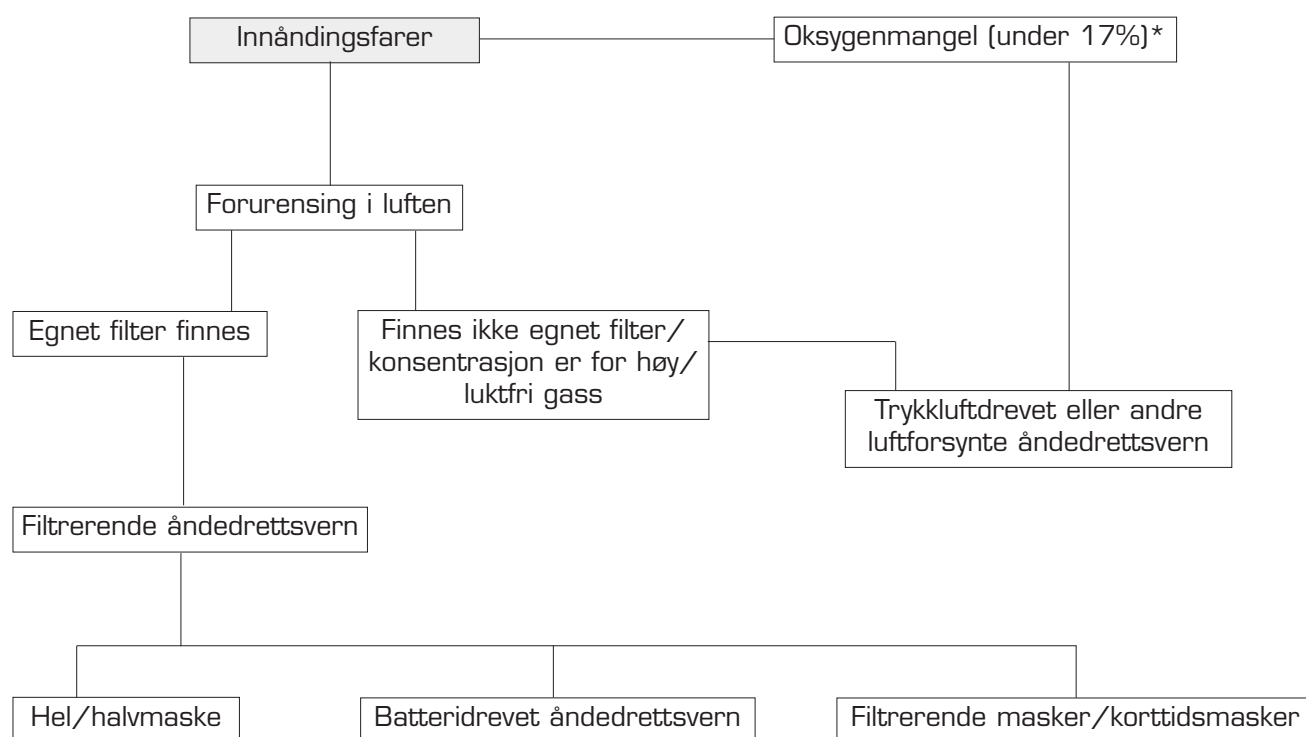 Innåndingsfarer
Oksygenmangel (under 17%)*
Forurensing i luften
Egnet filter finnes
Finnes ikke egnet filter/
konsentrasjon er for høy/
luktfri gass
Trykkluftdrevet eller andre
luftforsynte åndedrettsvern
Filtrerende åndedrettsvern
Hel/halvmaske
Batteridrevet åndedrettsvern
Filtrerende masker/korttidsmasker